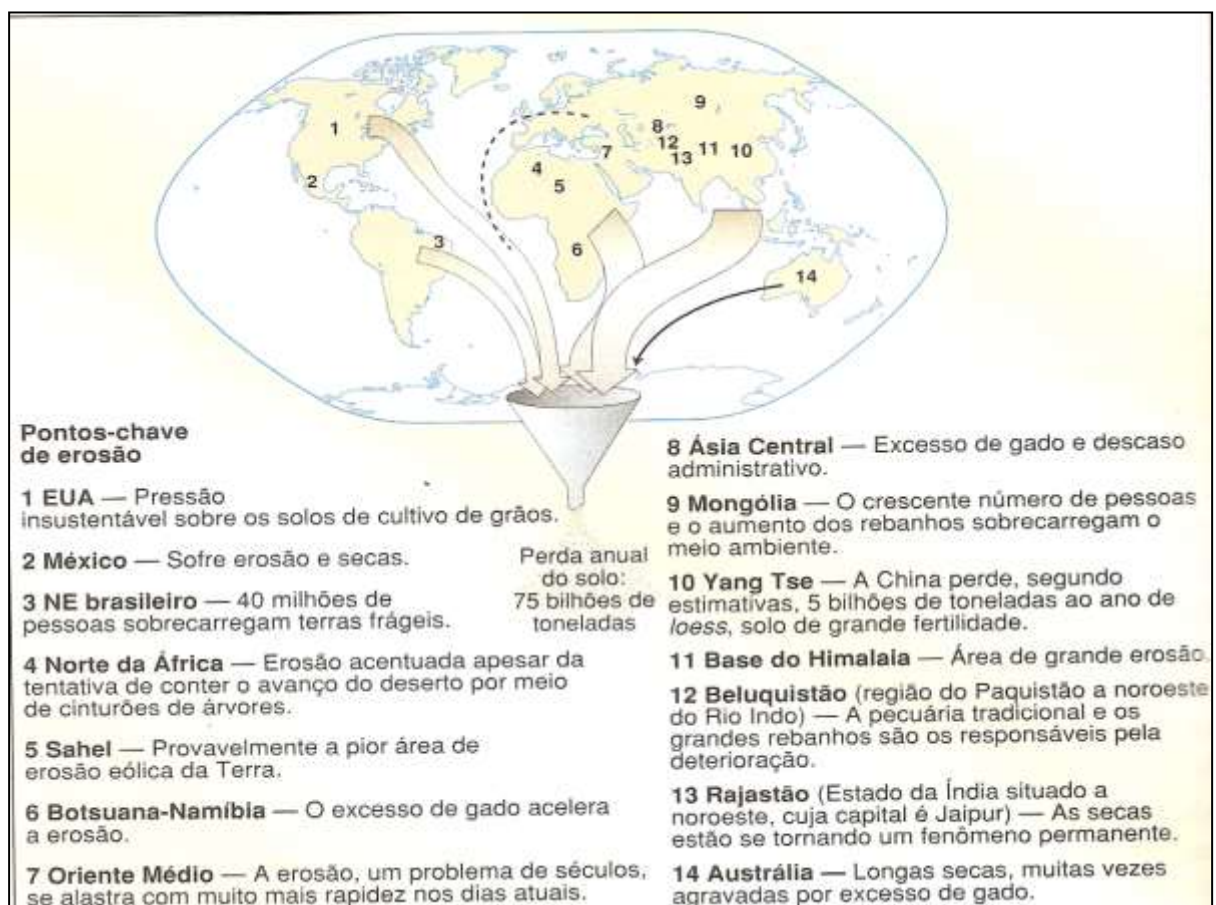 1
2
3
4
5
6
7
8
9
10
11
12
13
14
Pontos-chave
de erosão
1 EUA — Pressão
insustentável sobre os solos de cultivo de grãos.
2 México — Sofre erosão e secas.
3 NE brasileiro — 40 milhões de
pessoas sobrecarregam terras frágeis.
4 Norte da África — Erosão acentuada apesar da
tentativa de conter o avanço do deserto por meio
de cinturões de árvores.
5 Sahel — Provavelmente a pior área de
erosão eólica da Terra.
6 Botsuana-Namíbia — O excesso de gado acelera
a erosão.
7 Oriente Médio — A erosão, um problema de séculos,
se alastra com muito mais rapidez nos dias atuais.
Perda anual
do solo:
75 bilhões de
toneladas
8 Ásia Central — Excesso de gado e descaso
administrativo.
9 Mongólia — O crescente número de pessoas
e o aumento dos rebanhos sobrecarregam o
meio ambiente.
10 Yang Tse — A China perde, segundo
estimativas, 5 bilhões de toneladas ao ano de
loess, solo de grande fertilidade.
11 Base do Himalaia — Área de grande erosão.
12 Beluquistão (região do Paquistão a noroeste
do Rio Indo) — A pecuária tradicional e os
grandes rebanhos são os responsáveis pela
deterioração.
13 Rajastão (Estado da Índia situado a
noroeste, cuja capital é Jaipur) — As secas
estão se tornando um fenômeno permanente.
14 Austrália — Longas secas, muitas vezes
agravadas por excesso de gado.